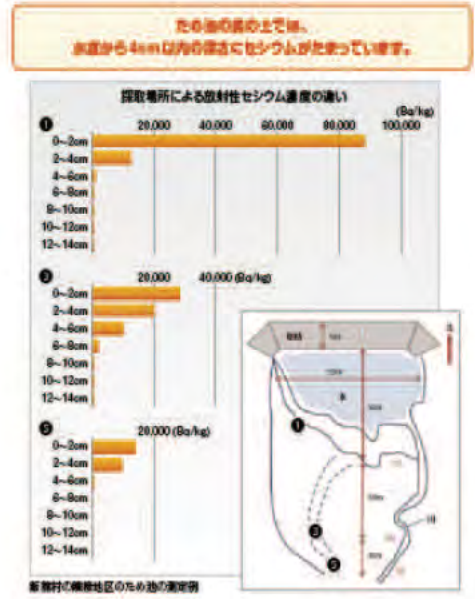 ため池の底の土では、
水底から4cm以内の深さにセシウムがたまっています。
採取場所による放射性セシウム濃度の違い
(Bq/kg)
❶
20,000 40,000 60,000 80,000 100,000
0~2cm
2~4cm
4~6cm
6~8cm
8~10cm
10~12cm
12~14cm
❸
20,000 40,000 (Bq/kg)
0~2cm
2~4cm
4~6cm
6~8cm
8~10cm
10~12cm
12~14cm
❺
20,000 (Bq/kg)
0~2cm
2~4cm
4~6cm
6~8cm
8~10cm
10~12cm
12~14cm
水
❶
❸
❺
川
地区のため池の測定例